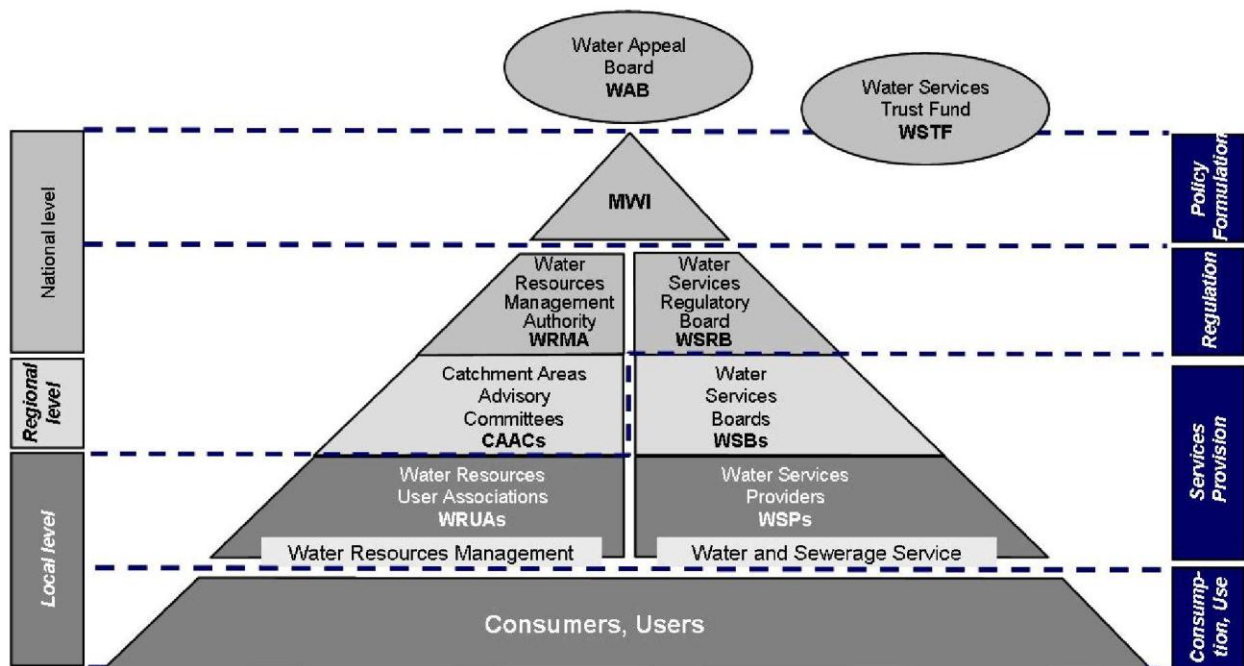 Water Appeal
Board
WAB
Water Services
Trust Fund
WSTF
National level
Policy
Formulation
MWI
Water
Resources
Management
Authority
WRMA
Water
Services
Regulatory
Board
WSRB
Regulation
Regional
level
Catchment Areas
Advisory
Committees
CAACs
Water
Services
Boards
WSBs
Services
Provision
Local level
Water Resources
User Associations
WRUAs
Water Services
Providers
WSPs
Water Resources Management
Water and Sewerage Service
Consumers, Users
Consump-
tion, Use